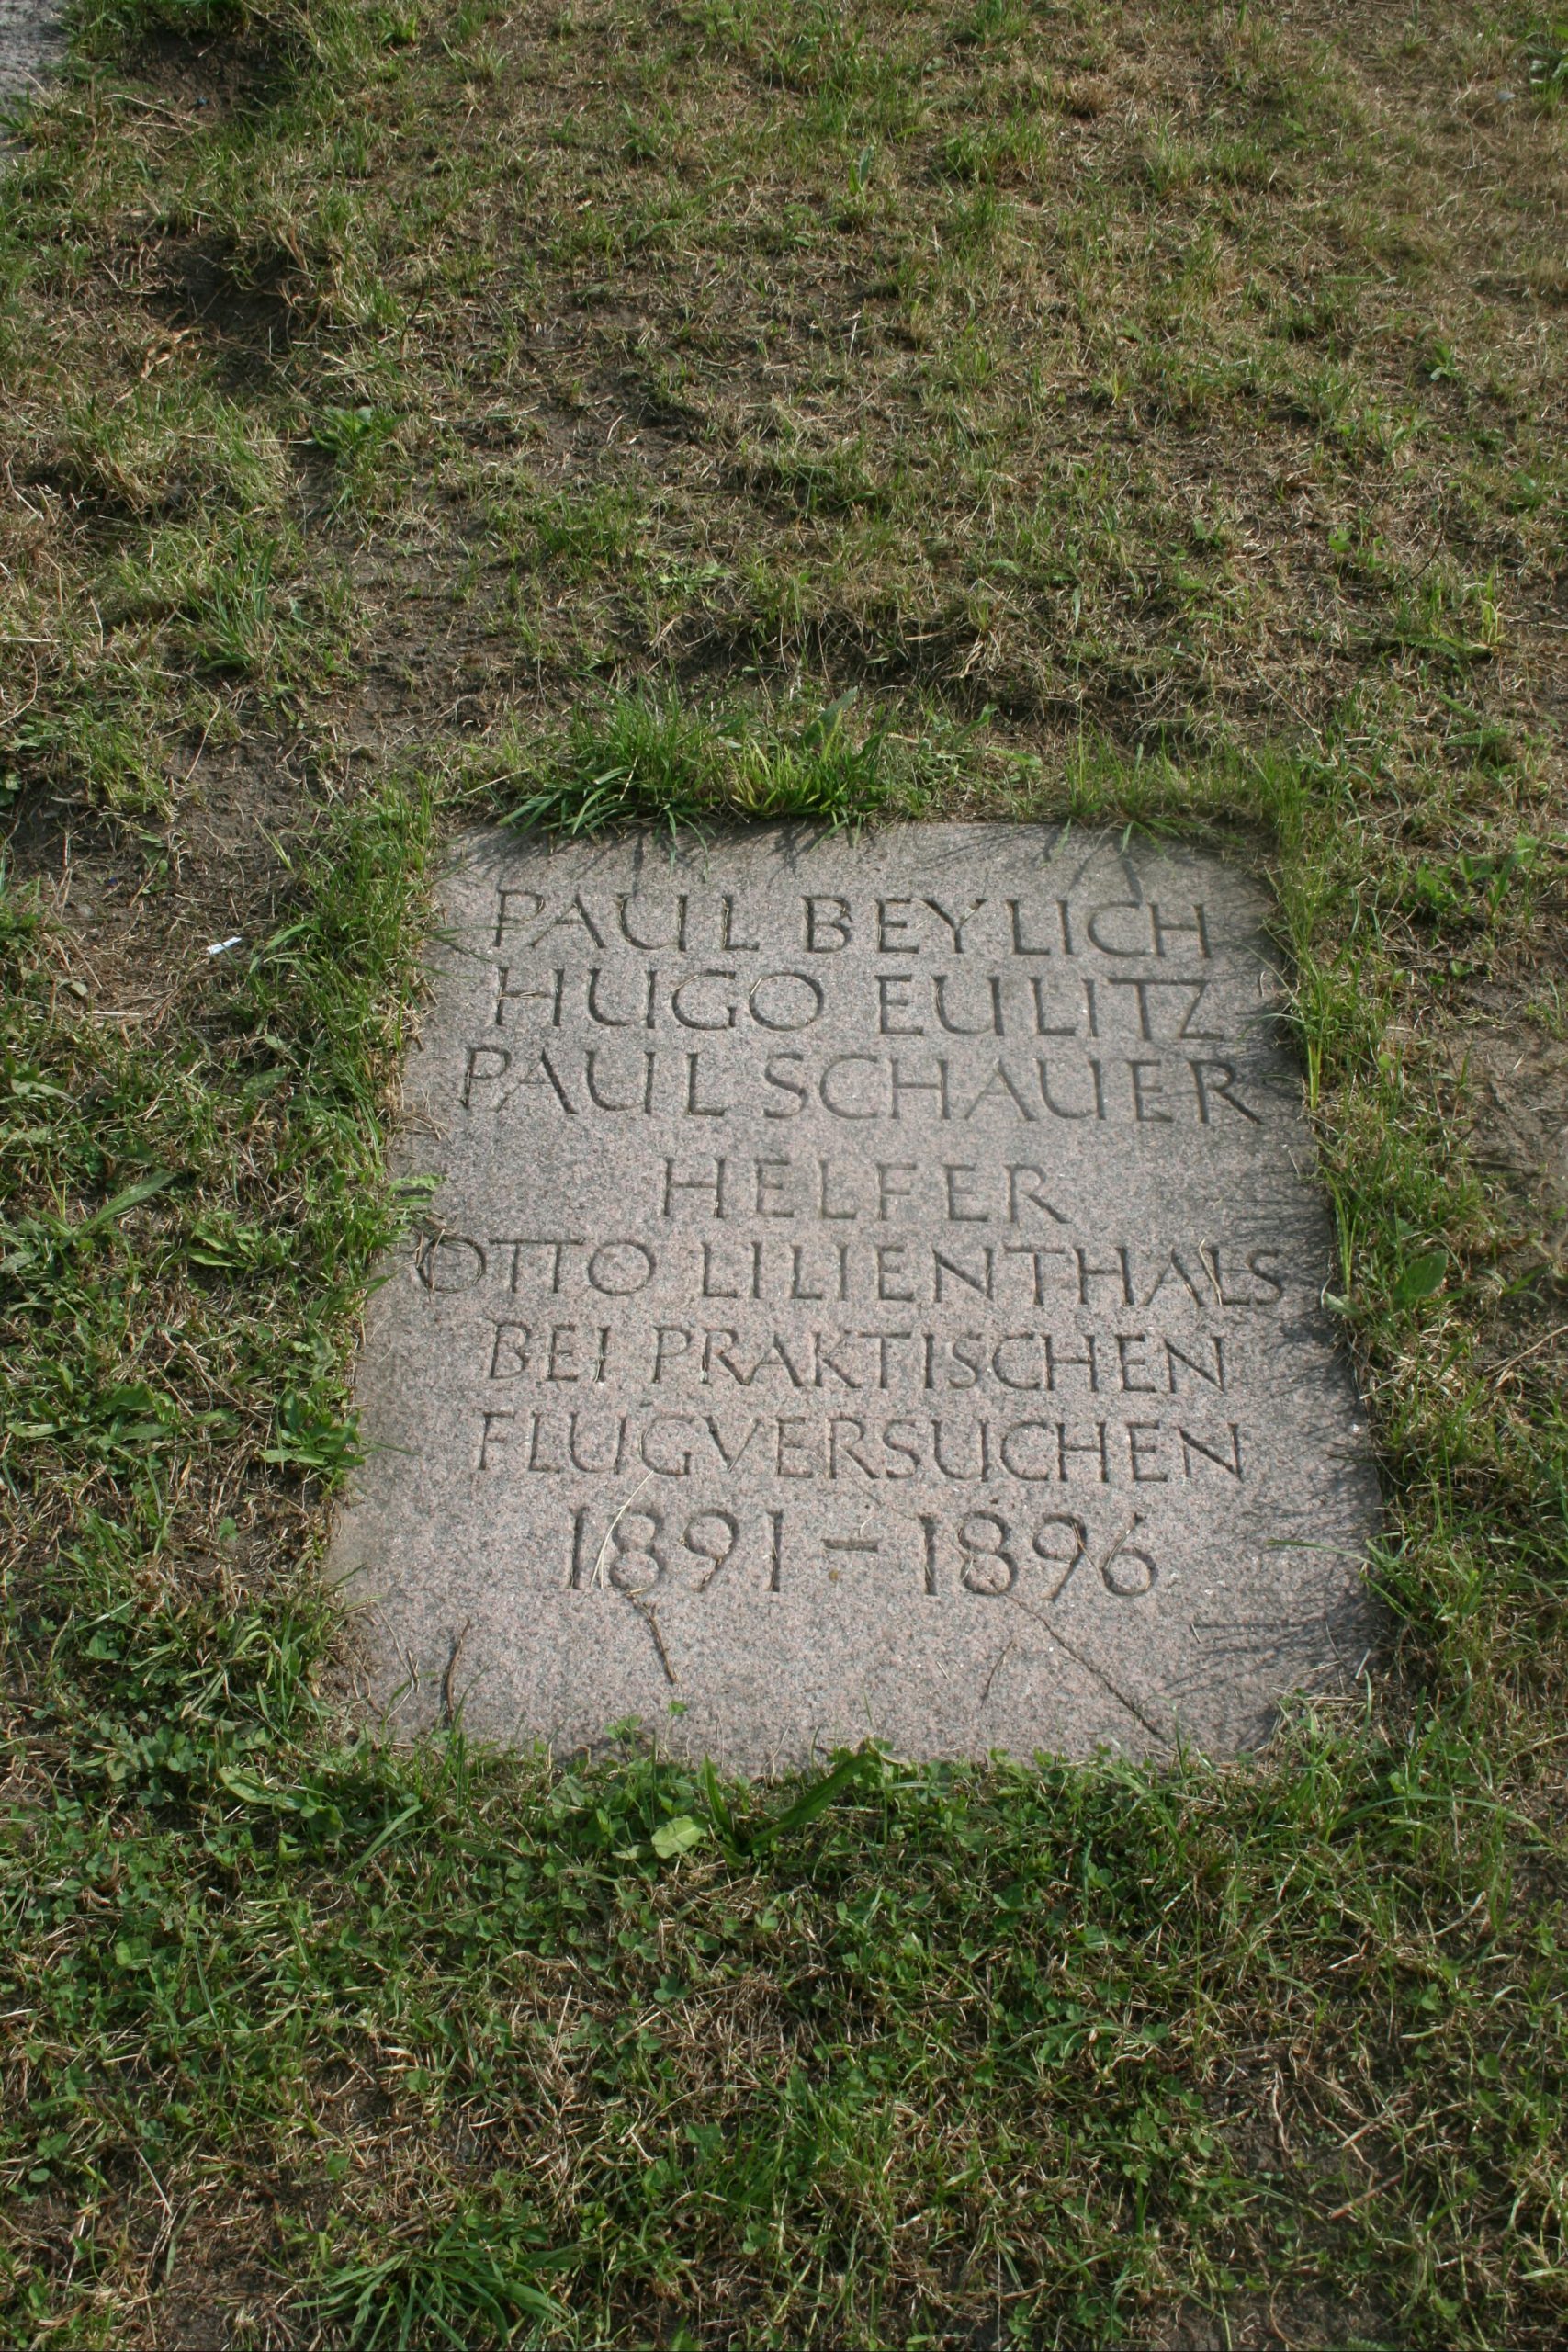 PAUL BEYLICH
HUGO EULITZ
PAUL SCHAUER
HELFER
OTTO LILIENTHALS
BEI PRAKTISCHEN
FLUGVERSUCHEN
1891 – 1896